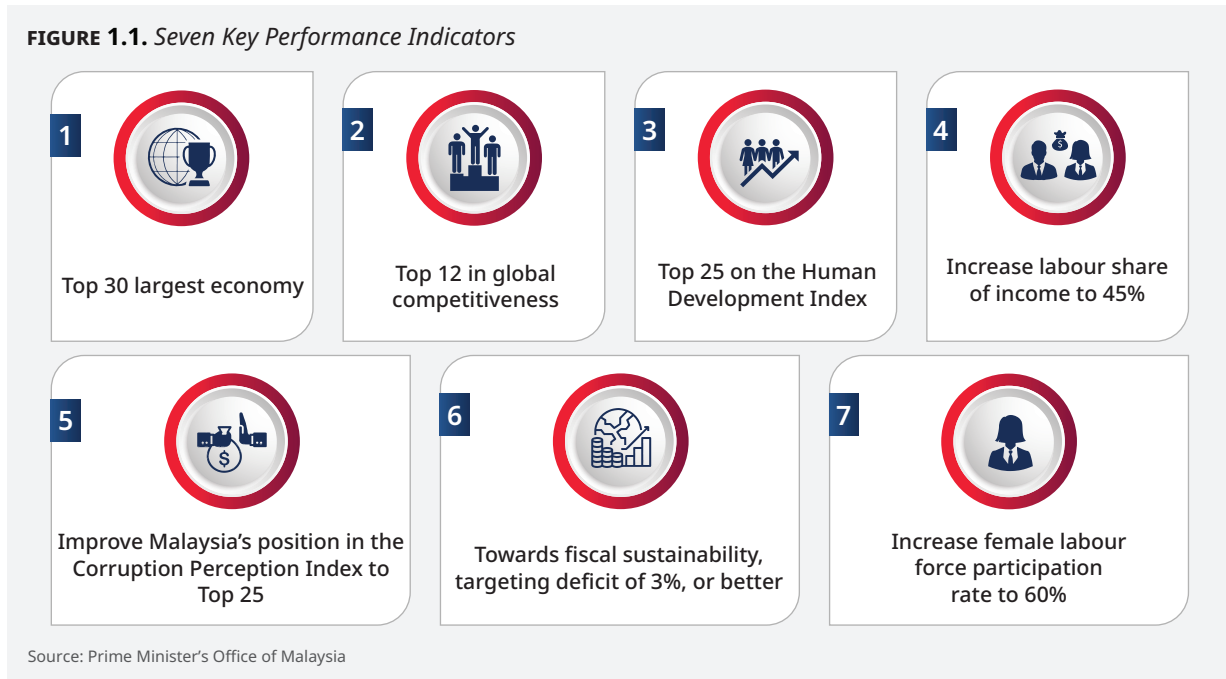 FIGURE 1.1. Seven Key Performance Indicators
1
Top 30 largest economy
2
Top 12 in global
competitiveness
3
Top 25 on the Human
Development Index
4
$
Increase labour share
of income to 45%
5
$
Improve Malaysia’s position in the
Corruption Perception Index to
Top 25
6
Towards fiscal sustainability,
targeting deficit of 3%, or better
7
Increase female labour
force participation
rate to 60%
Source: Prime Minister’s Office of Malaysia